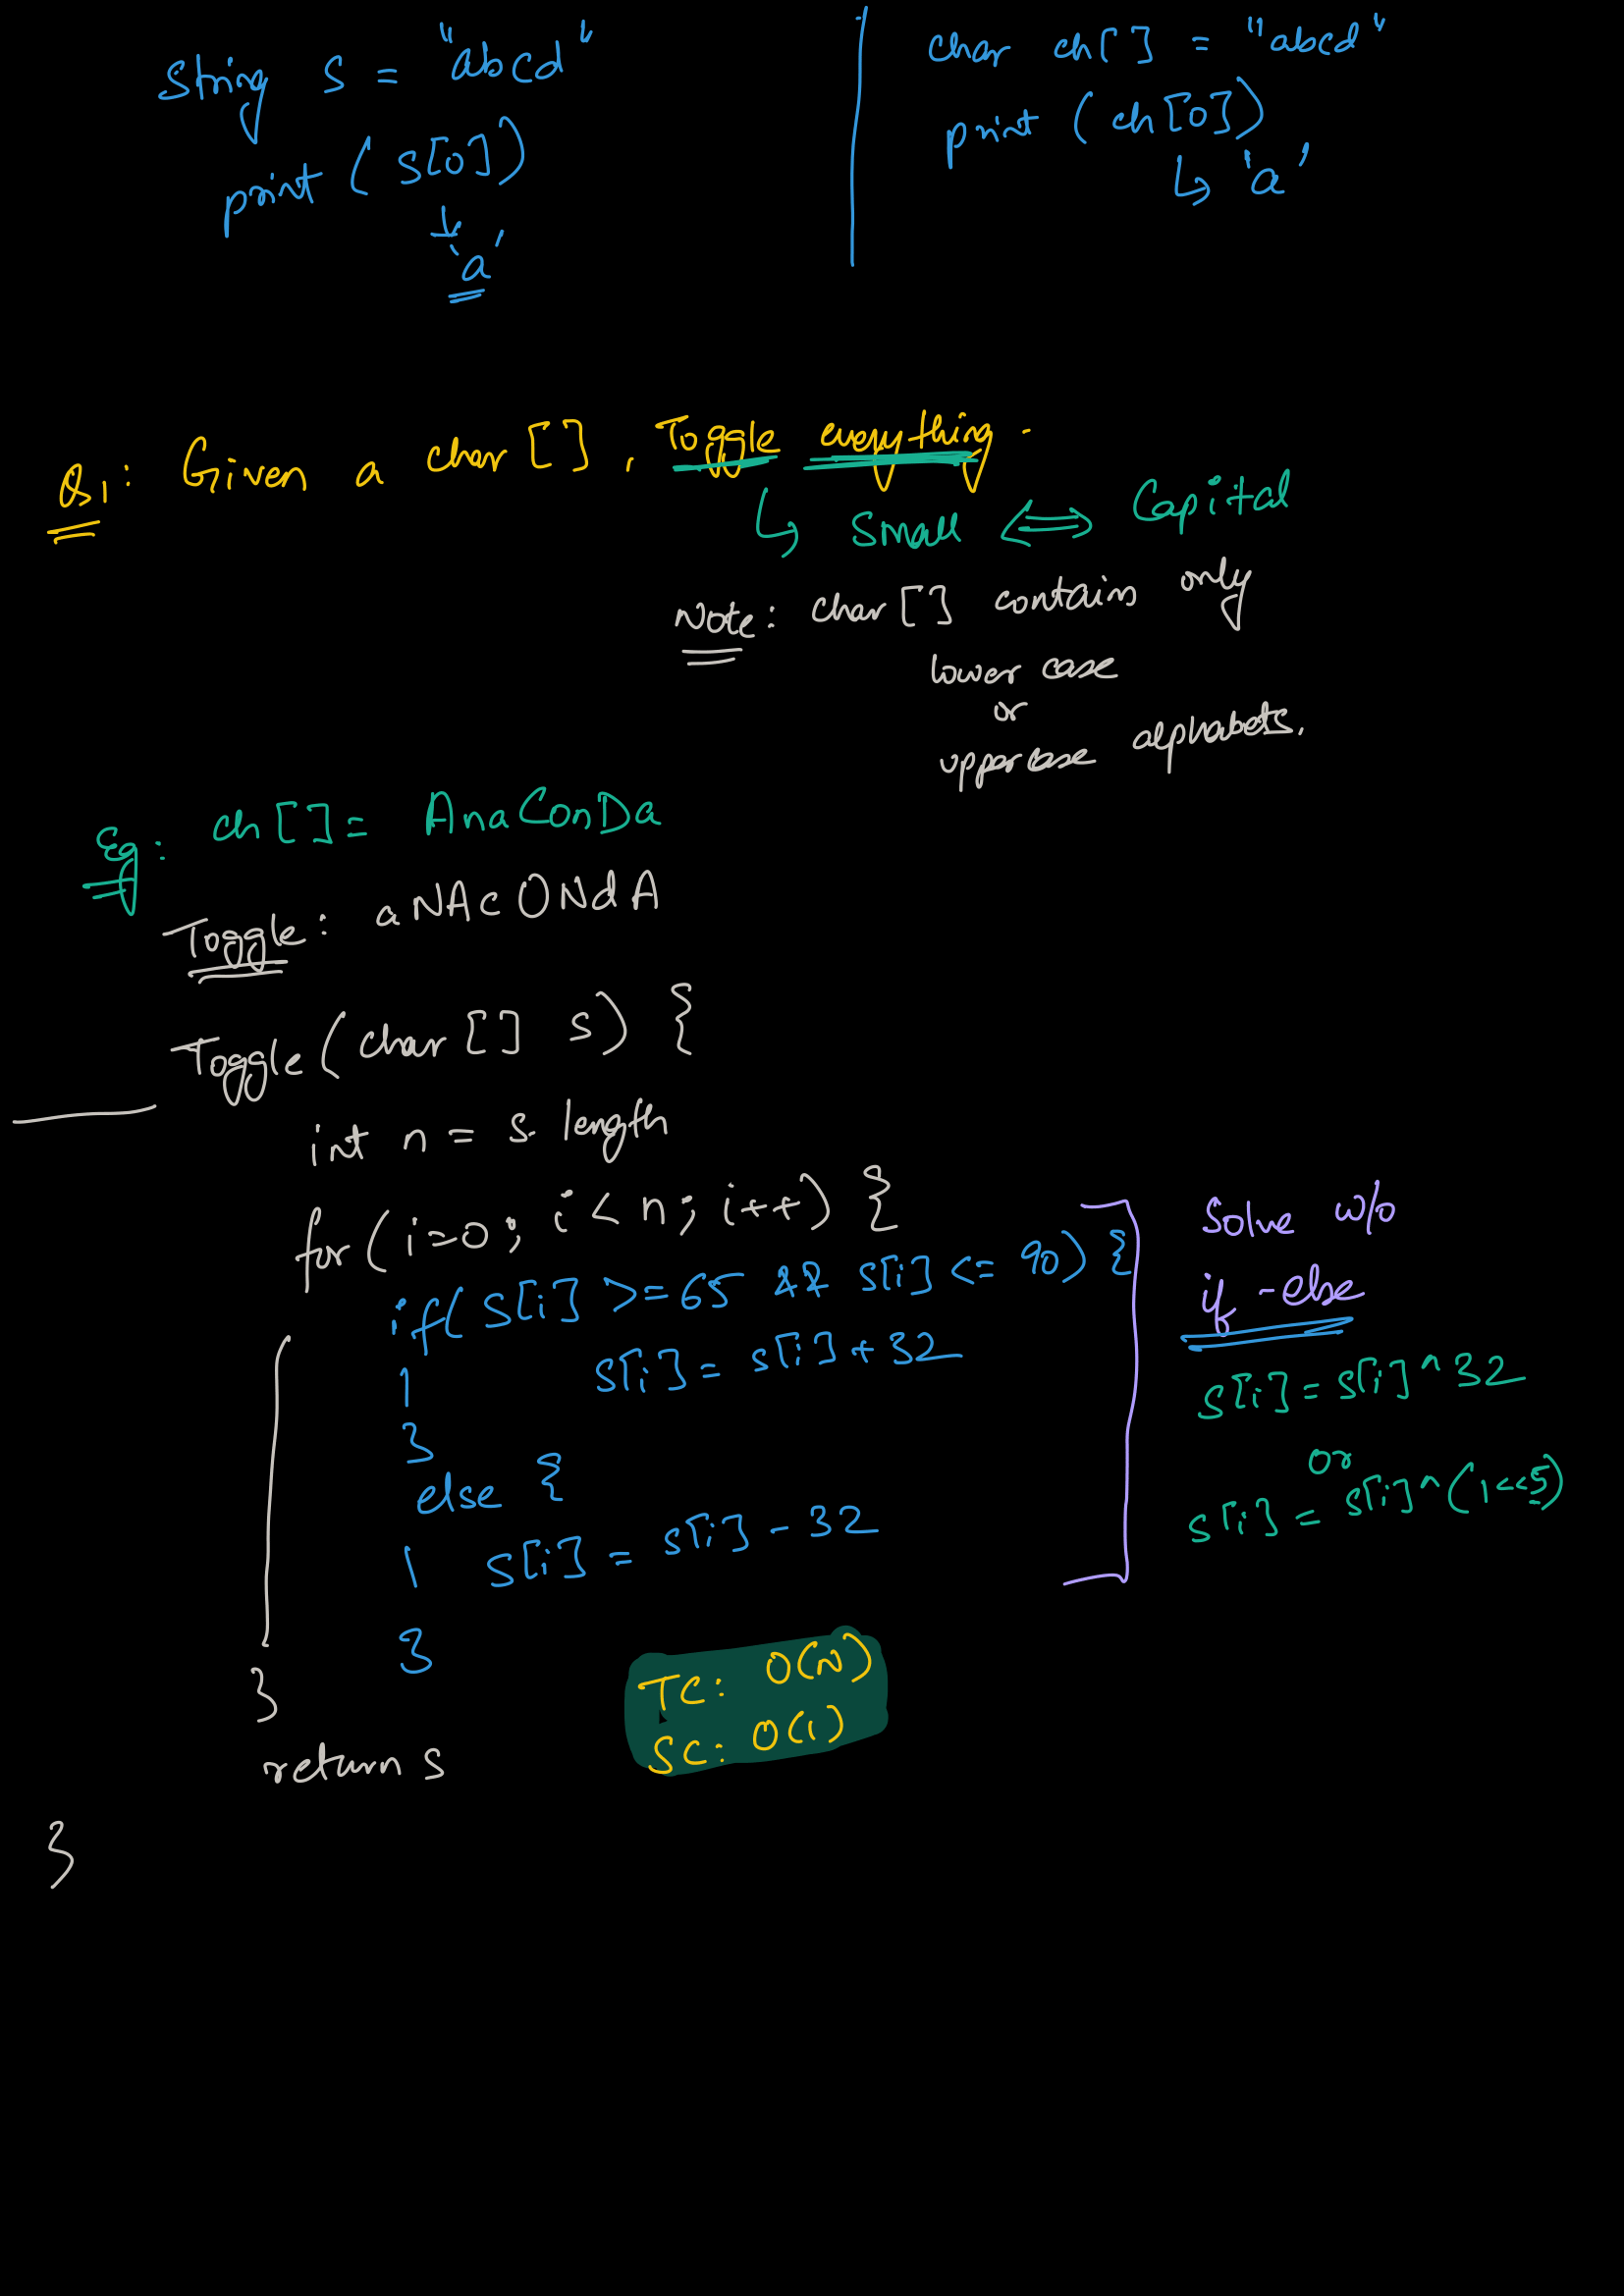 String s = "abcd"
print (s[0])
'a'
char ch[] = "abcd"
print (ch[0])
'a'
Q1: Given a char [], Toggle everything.
Small ⟺ Capital
Note: char [] contains only
lower case
or
uppercase alphabets.
Eg: ch[] = AnaConDa
Toggle: aNAcONdA
Toggle (char [] s) {
int n = s.length
for (i=0; i<n; i++) {
if( s[i] >= 65 && s[i] <= 90) {
s[i] = s[i] + 32
}
else {
s[i] = s[i] - 32
}
}
return s
}
Solve w/o
if-else
s[i] = s[i] ^ 32
or
s[i] = s[i] ^ (1<<5)
TC: O(N)
SC: O(1)